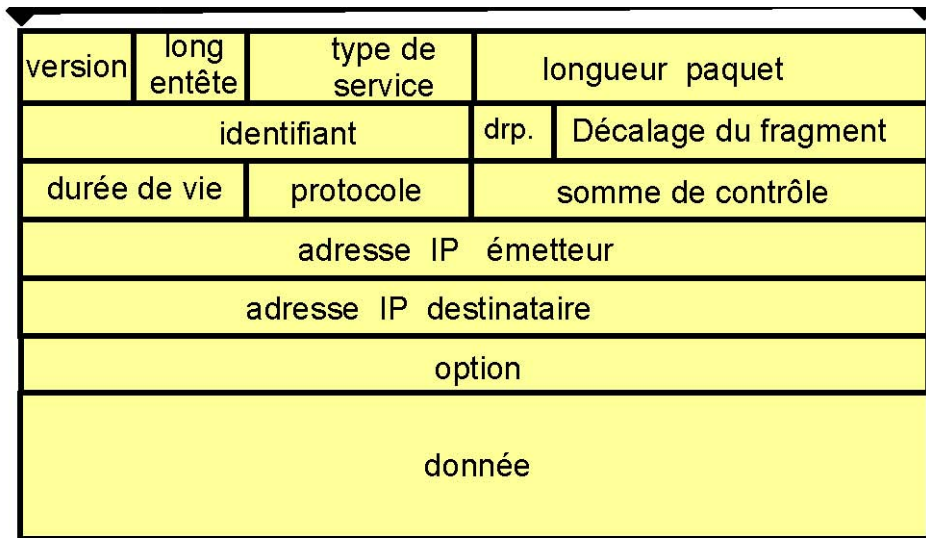 version long entête type de service longueur paquet
identifiant drp. Décalage du fragment
durée de vie protocole somme de contrôle
adresse IP émetteur
adresse IP destinataire
option
donnée